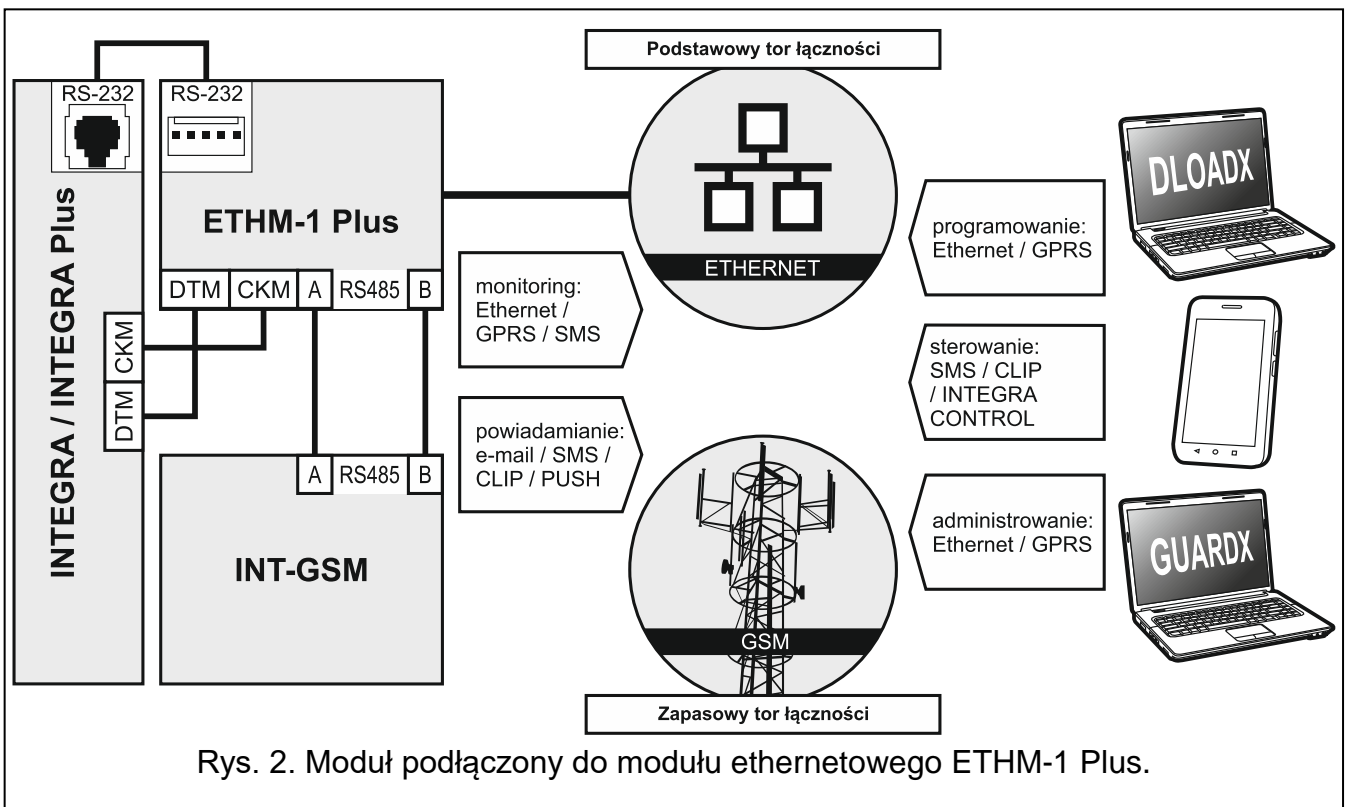 Podstawowy tor łączności
RS-232
RS-232
INTEGRA / INTEGRA Plus
ETHM-1 Plus
DTM
CKM
A
RS485
B
CKM
DTM
A
RS485
B
INT-GSM
ETHERNET
monitoring:
Ethernet /
GPRS / SMS
powiadamianie:
e-mail / SMS /
CLIP / PUSH
GSM
Zapasowy tor łączności
programowanie:
Ethernet / GPRS
sterowanie:
SMS / CLIP
/ INTEGRA
CONTROL
administrowanie:
Ethernet / GPRS
DLOADX
GUARDX
Rys. 2. Moduł podłączony do modułu ethernetowego ETHM-1 Plus.